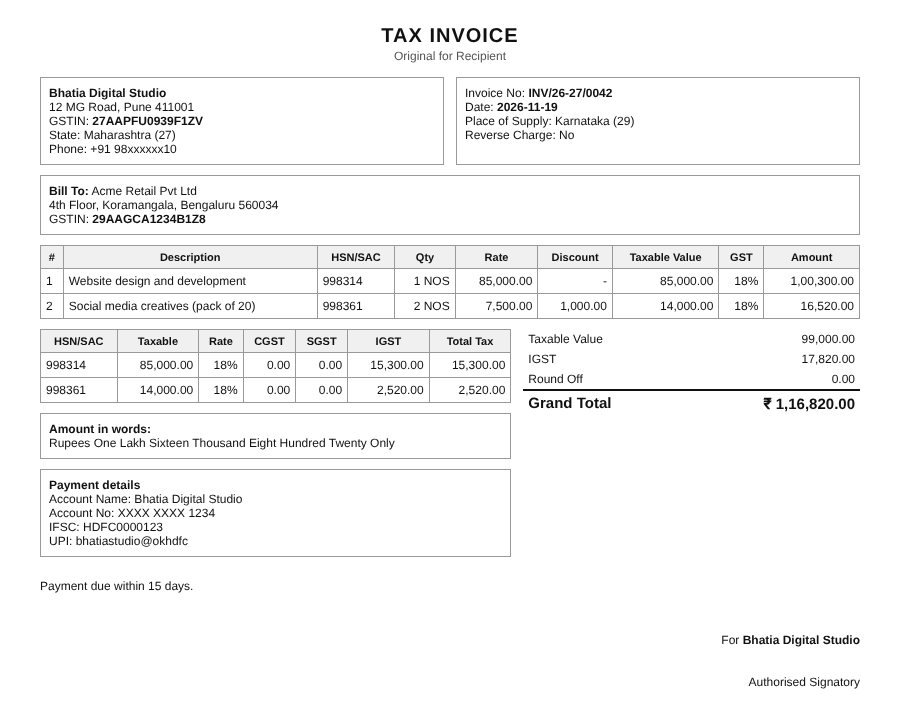 TAX INVOICE
Original for Recipient
Bhatia Digital Studio
12 MG Road, Pune 411001
GSTIN: 27AAPFU0939F1ZV
State: Maharashtra (27)
Phone: +91 98xxxxxx10
Invoice No: INV/26-27/0042
Date: 2026-11-19
Place of Supply: Karnataka (29)
Reverse Charge: No
Bill To: Acme Retail Pvt Ltd
4th Floor, Koramangala, Bengaluru 560034
GSTIN: 29AAGCA1234B1Z8
# Description HSN/SAC Qty Rate Discount Taxable Value GST Amount
1 Website design and development 998314 1 NOS 85,000.00 - 85,000.00 18% 1,00,300.00
2 Social media creatives (pack of 20) 998361 2 NOS 7,500.00 1,000.00 14,000.00 18% 16,520.00
HSN/SAC Taxable Rate CGST SGST IGST Total Tax
998314 85,000.00 18% 0.00 0.00 15,300.00 15,300.00
998361 14,000.00 18% 0.00 0.00 2,520.00 2,520.00
Taxable Value 99,000.00
IGST 17,820.00
Round Off 0.00
Grand Total ₹ 1,16,820.00
Amount in words:
Rupees One Lakh Sixteen Thousand Eight Hundred Twenty Only
Payment details
Account Name: Bhatia Digital Studio
Account No: XXXX XXXX 1234
IFSC: HDFC0000123
UPI: bhatiastudio@okhdfc
Payment due within 15 days.
For Bhatia Digital Studio
Authorised Signatory